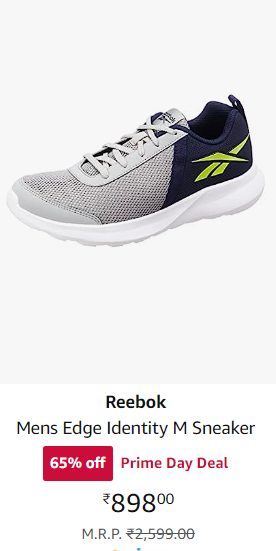 Reebok
Mens Edge Identity M Sneaker
65% off Prime Day Deal
₹89800
M.R.P. ₹2,599.00